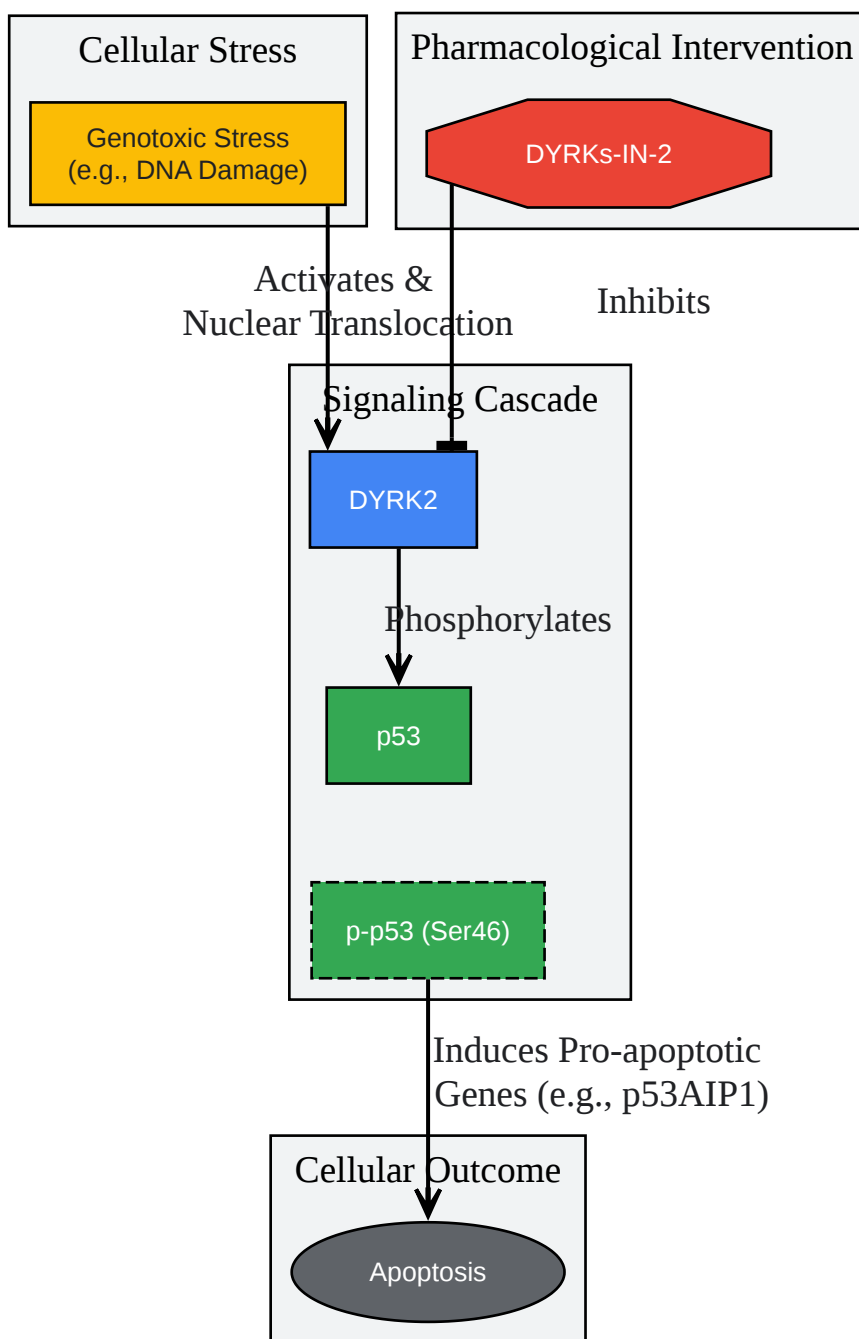 Cellular Stress
Pharmacological Intervention
Genotoxic Stress
(e.g., DNA Damage)
DYRKs-IN-2
Activates &
Nuclear Translocation
Inhibits
Signaling Cascade
DYRK2
Phosphorylates
p53
p-p53 (Ser46)
Induces Pro-apoptotic
Genes (e.g., p53AIP1)
Cellular Outcome
Apoptosis